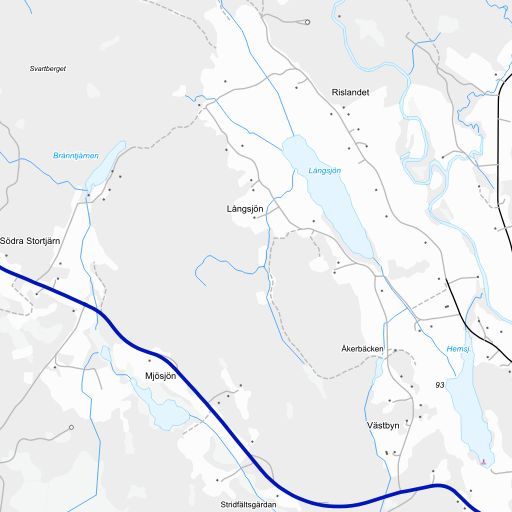 Svartberget
Rislandet
Bränntjärnen
Långsjön
Långsjön
Södra Stortjärn
Åkerbäcken
Hemsj.
Mjösjön
93
Västbyn
Stridfältsgärdan